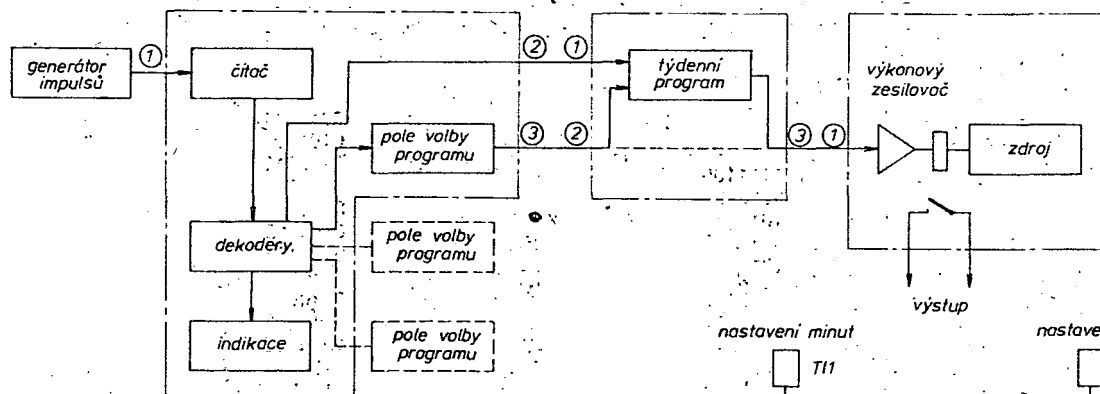 generátor
impulsů
1
čítač
2
1
týdenní
program
výkonový
zesilovač
pole volby
programu
3
2
3
1
zdroj
dekodéry
pole volby
programu
výstup
indikace
pole volby
programu
nastavení minut
Tl1
nastave